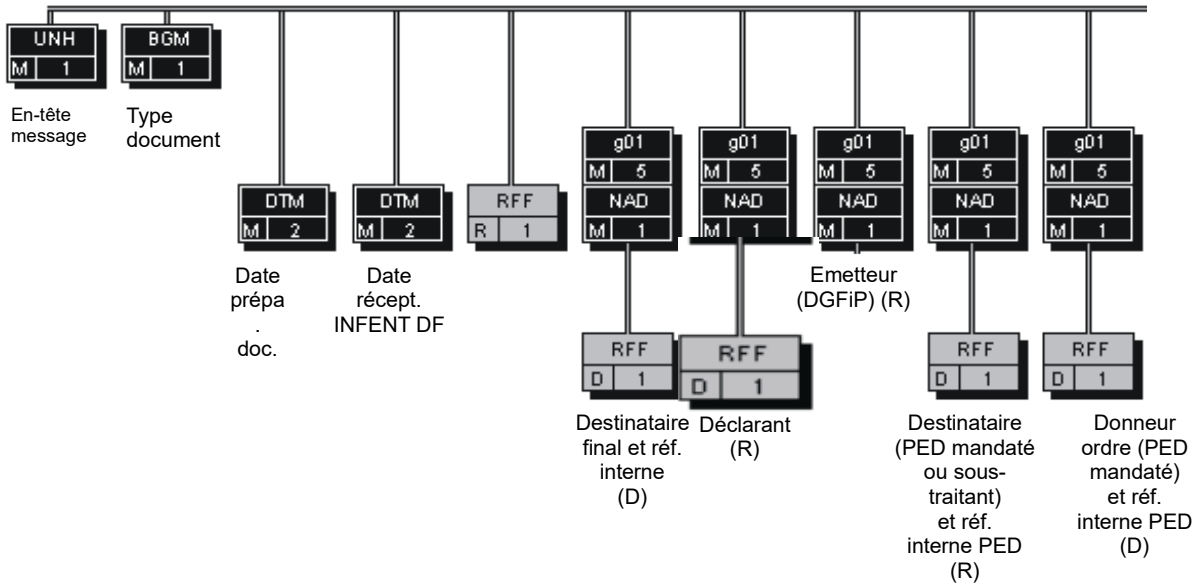 UNH
M 1
En-tête
message
BGM
M 1
Type
document
DTM
M 2
Date
prépa
.
doc.
DTM
M 2
Date
récept.
INFENT DF
RFF
R 1
g01
M 5
NAD
M 1
RFF
D 1
Destinataire
final et réf.
interne
(D)
g01
M 5
NAD
M 1
RFF
D 1
Déclarant
(R)
g01
M 5
NAD
M 1
Emetteur
(DGFiP) (R)
g01
M 5
NAD
M 1
RFF
D 1
Destinataire
(PED mandaté
ou sous-
traitant)
et réf.
interne PED
(R)
g01
M 5
NAD
M 1
RFF
D 1
Donneur
ordre (PED
mandaté)
et réf.
interne PED
(D)